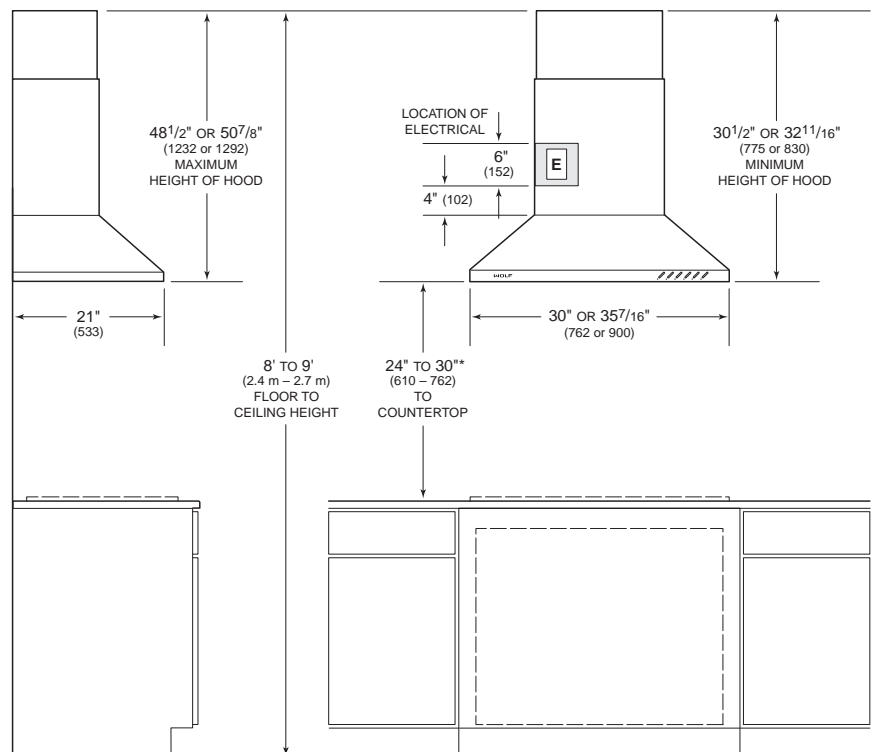 48 1/2" OR 50 7/8"
(1232 or 1292)
MAXIMUM
HEIGHT OF HOOD
LOCATION OF
ELECTRICAL
6"
(152)
E
4" (102)
30 1/2" OR 32 11/16"
(775 or 830)
MINIMUM
HEIGHT OF HOOD
WOLF
21"
(533)
30" OR 35 7/16"
(762 or 900)
8' TO 9'
(2.4 m – 2.7 m)
FLOOR TO
CEILING HEIGHT
24" TO 30"*
(610 – 762)
TO
COUNTERTOP